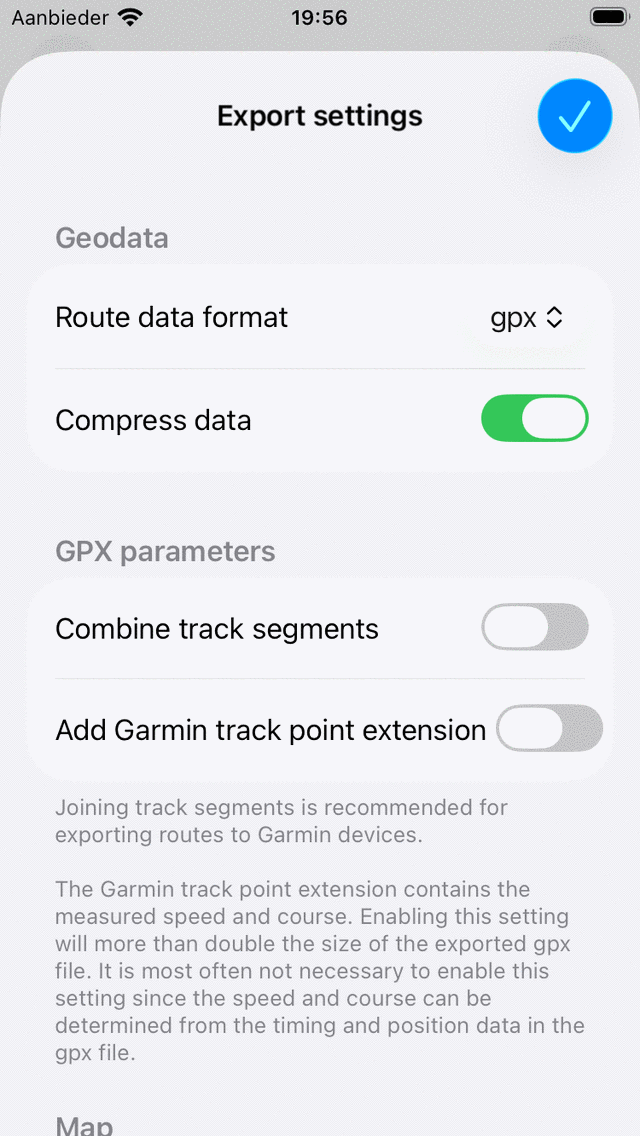 Aanbieder 19:56
Export settings
Geodata
Route data format gpx
Compress data
GPX parameters
Combine track segments
Add Garmin track point extension
Joining track segments is recommended for
exporting routes to Garmin devices.
The Garmin track point extension contains the
measured speed and course. Enabling this setting
will more than double the size of the exported gpx
file. It is most often not necessary to enable this
setting since the speed and course can be
determined from the timing and position data in the
gpx file.
Map